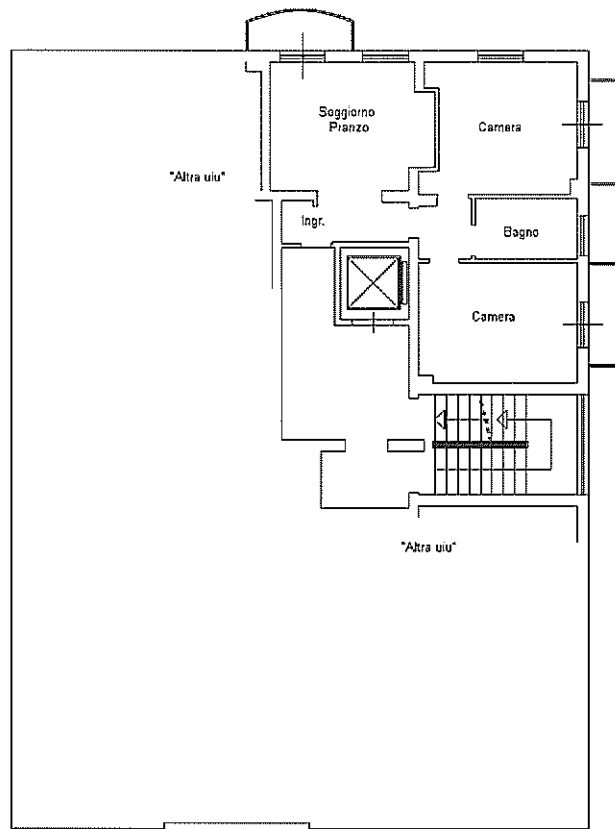 Soggiorno
Pranzo
Camera
"Altra uiu"
Ingr.
Bagno
Camera
"Altra uiu"